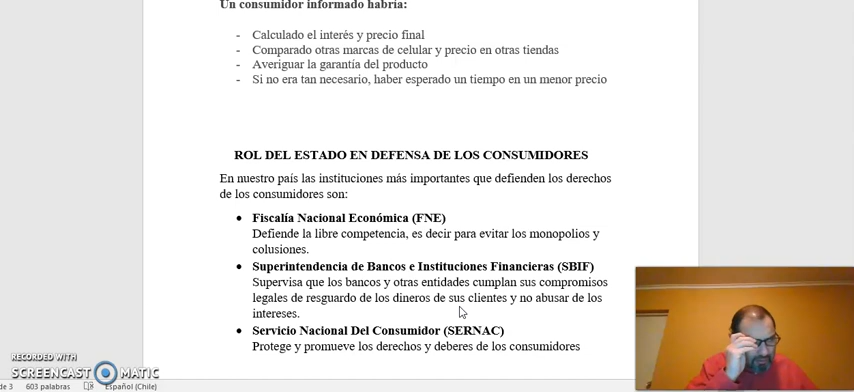 Un consumidor informado habría:
- Calculado el interés y precio final
- Comparado otras marcas de celular y precio en otras tiendas
- Averiguar la garantía del producto
- Si no era tan necesario, haber esperado un tiempo en un menor precio
ROL DEL ESTADO EN DEFENSA DE LOS CONSUMIDORES
En nuestro país las instituciones más importantes que defienden los derechos
de los consumidores son:
• Fiscalía Nacional Económica (FNE)
Defiende la libre competencia, es decir para evitar los monopolios y
colusiones.
• Superintendencia de Bancos e Instituciones Financieras (SBIF)
Supervisa que los bancos y otras entidades cumplan sus compromisos
legales de resguardo de los dineros de sus clientes y no abusar de los
intereses.
• Servicio Nacional Del Consumidor (SERNAC)
Protege y promueve los derechos y deberes de los consumidores
RECORDED WITH
SCREENCAST MATIC
de 3 603 palabras Español (Chile)